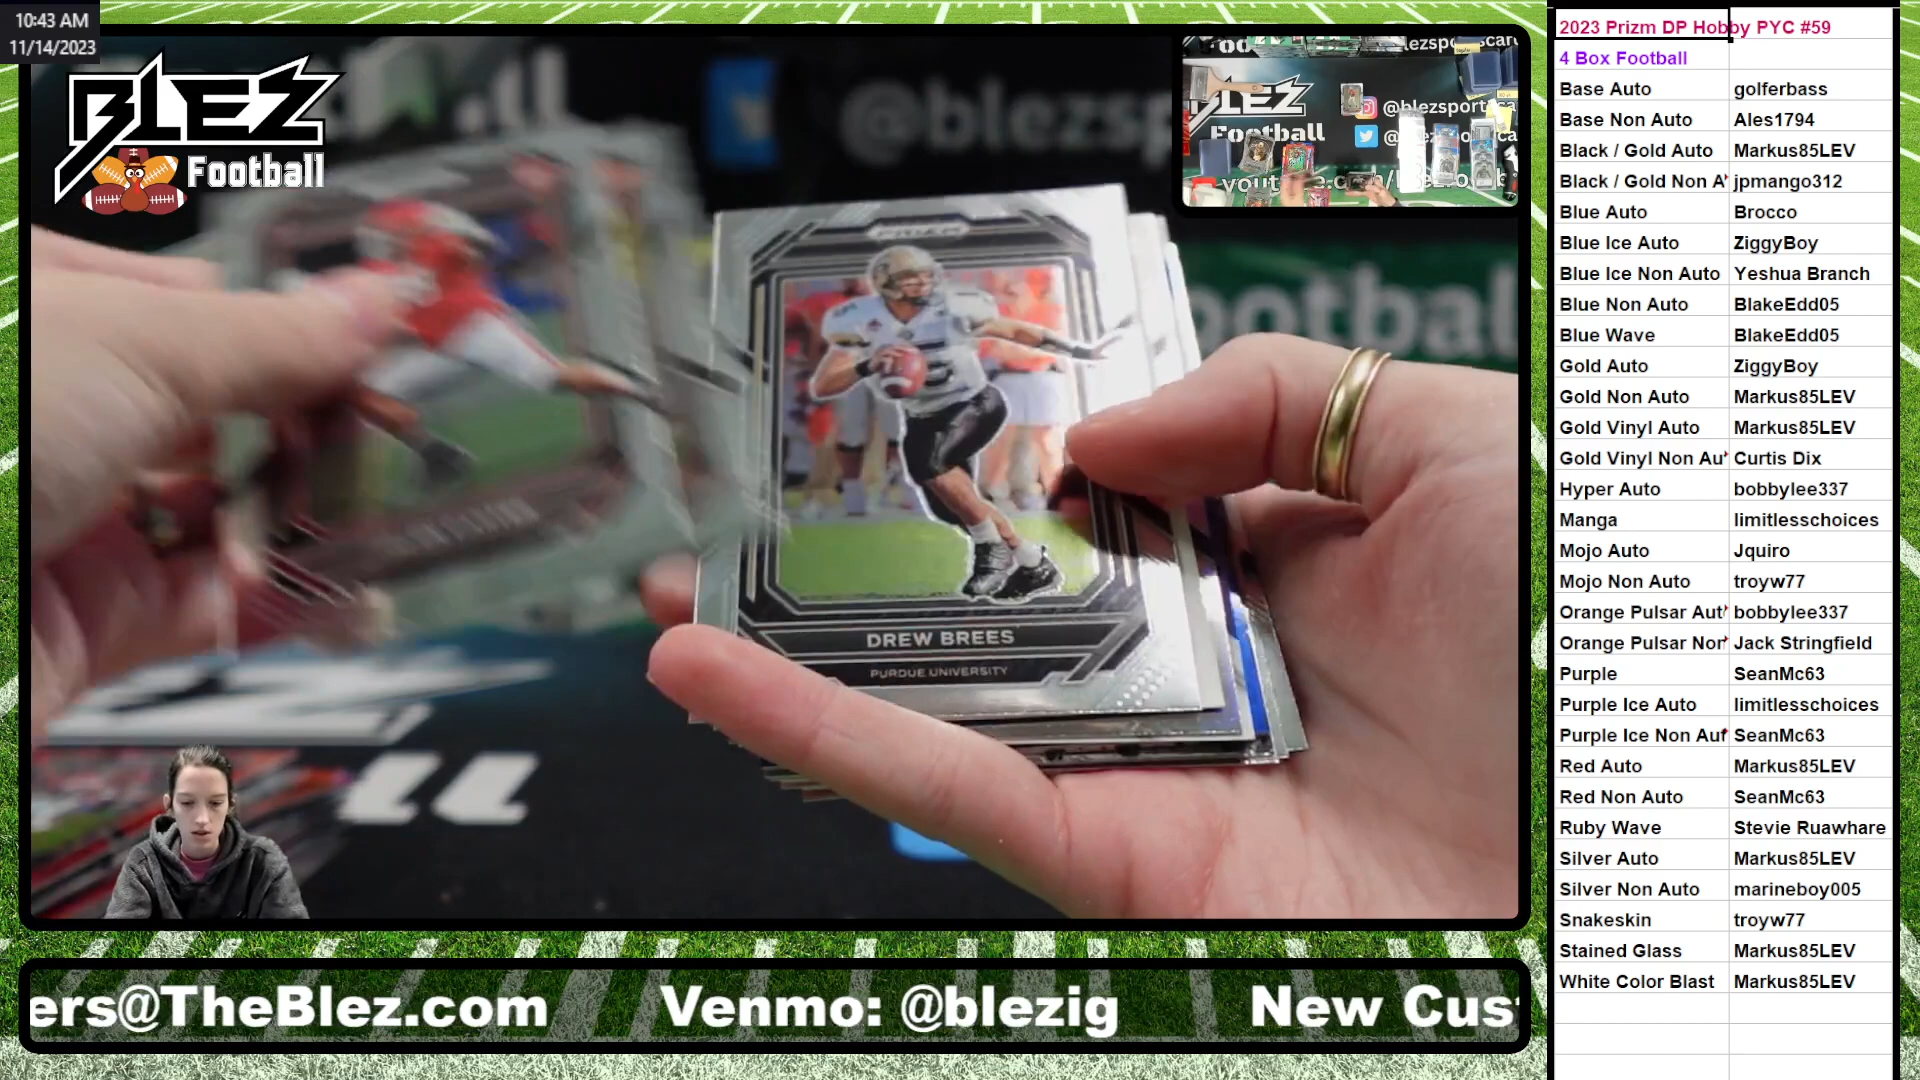 10:43 AM
11/14/2023
BLEZ
Football
@blezsp
ootbal
PRIZM
DREW BREES
PURDUE UNIVERSITY
BLEZ
Football
@blezsport
youtube.com/
ers@TheBlez.com Venmo: @blezig New Cus
2023 Prizm DP Hobby PYC #59
4 Box Football
Base Auto golferbass
Base Non Auto Ales1794
Black / Gold Auto Markus85LEV
Black / Gold Non A jpmango312
Blue Auto Brocco
Blue Ice Auto ZiggyBoy
Blue Ice Non Auto Yeshua Branch
Blue Non Auto BlakeEdd05
Blue Wave BlakeEdd05
Gold Auto ZiggyBoy
Gold Non Auto Markus85LEV
Gold Vinyl Auto Markus85LEV
Gold Vinyl Non Au Curtis Dix
Hyper Auto bobbylee337
Manga limitlesschoices
Mojo Auto Jquiro
Mojo Non Auto troyw77
Orange Pulsar Aut bobbylee337
Orange Pulsar Non Jack Stringfield
Purple SeanMc63
Purple Ice Auto limitlesschoices
Purple Ice Non Aut SeanMc63
Red Auto Markus85LEV
Red Non Auto SeanMc63
Ruby Wave Stevie Ruawhare
Silver Auto Markus85LEV
Silver Non Auto marineboy005
Snakeskin troyw77
Stained Glass Markus85LEV
White Color Blast Markus85LEV